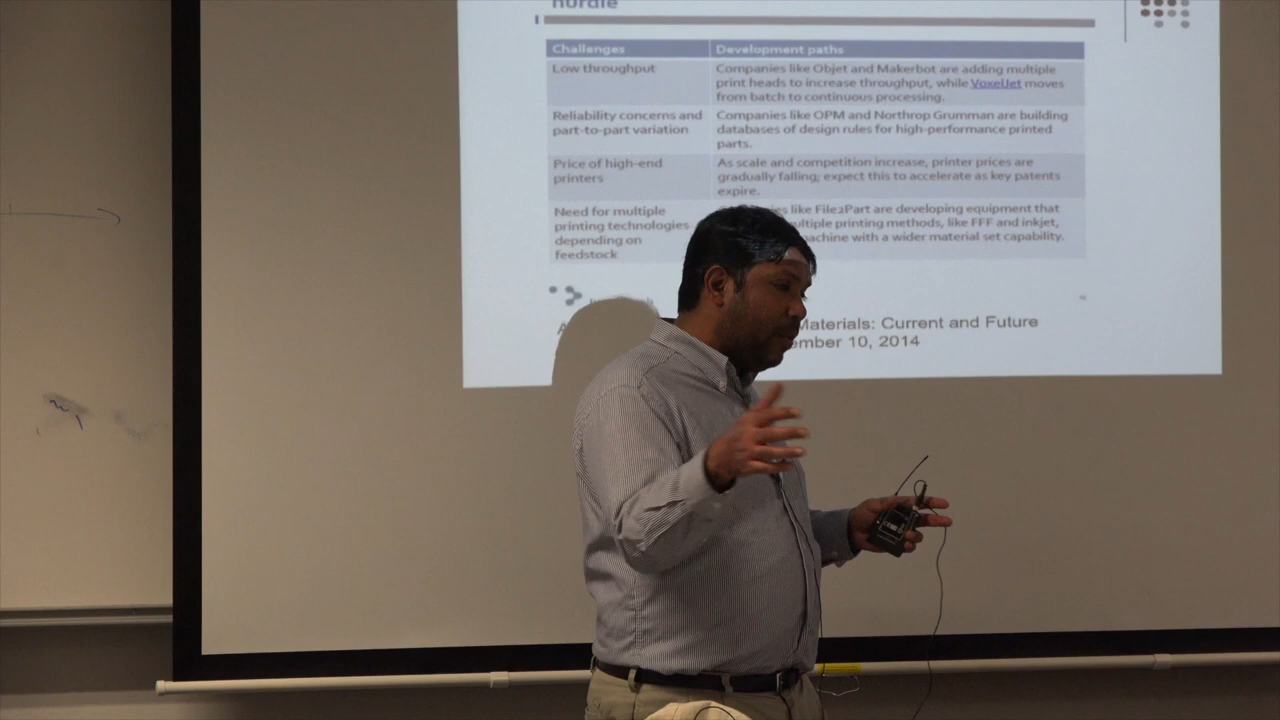 hurdle
Challenges
Development paths
Low throughput
Companies like Objet and Makerbot are adding multiple
print heads to increase throughput, while VoxelJet moves
from batch to continuous processing.
Reliability concerns and
part-to-part variation
Companies like OPM and Northrop Grumman are building
databases of design rules for high-performance printed
parts.
Price of high-end
printers
As scale and competition increase, printer prices are
gradually falling; expect this to accelerate as key patents
expire.
Need for multiple
printing technologies
depending on
feedstock
like File2Part are developing equipment that
printing methods, like FFF and inkjet,
machine with a wider material set capability.
Materials: Current and Future
ember 10, 2014